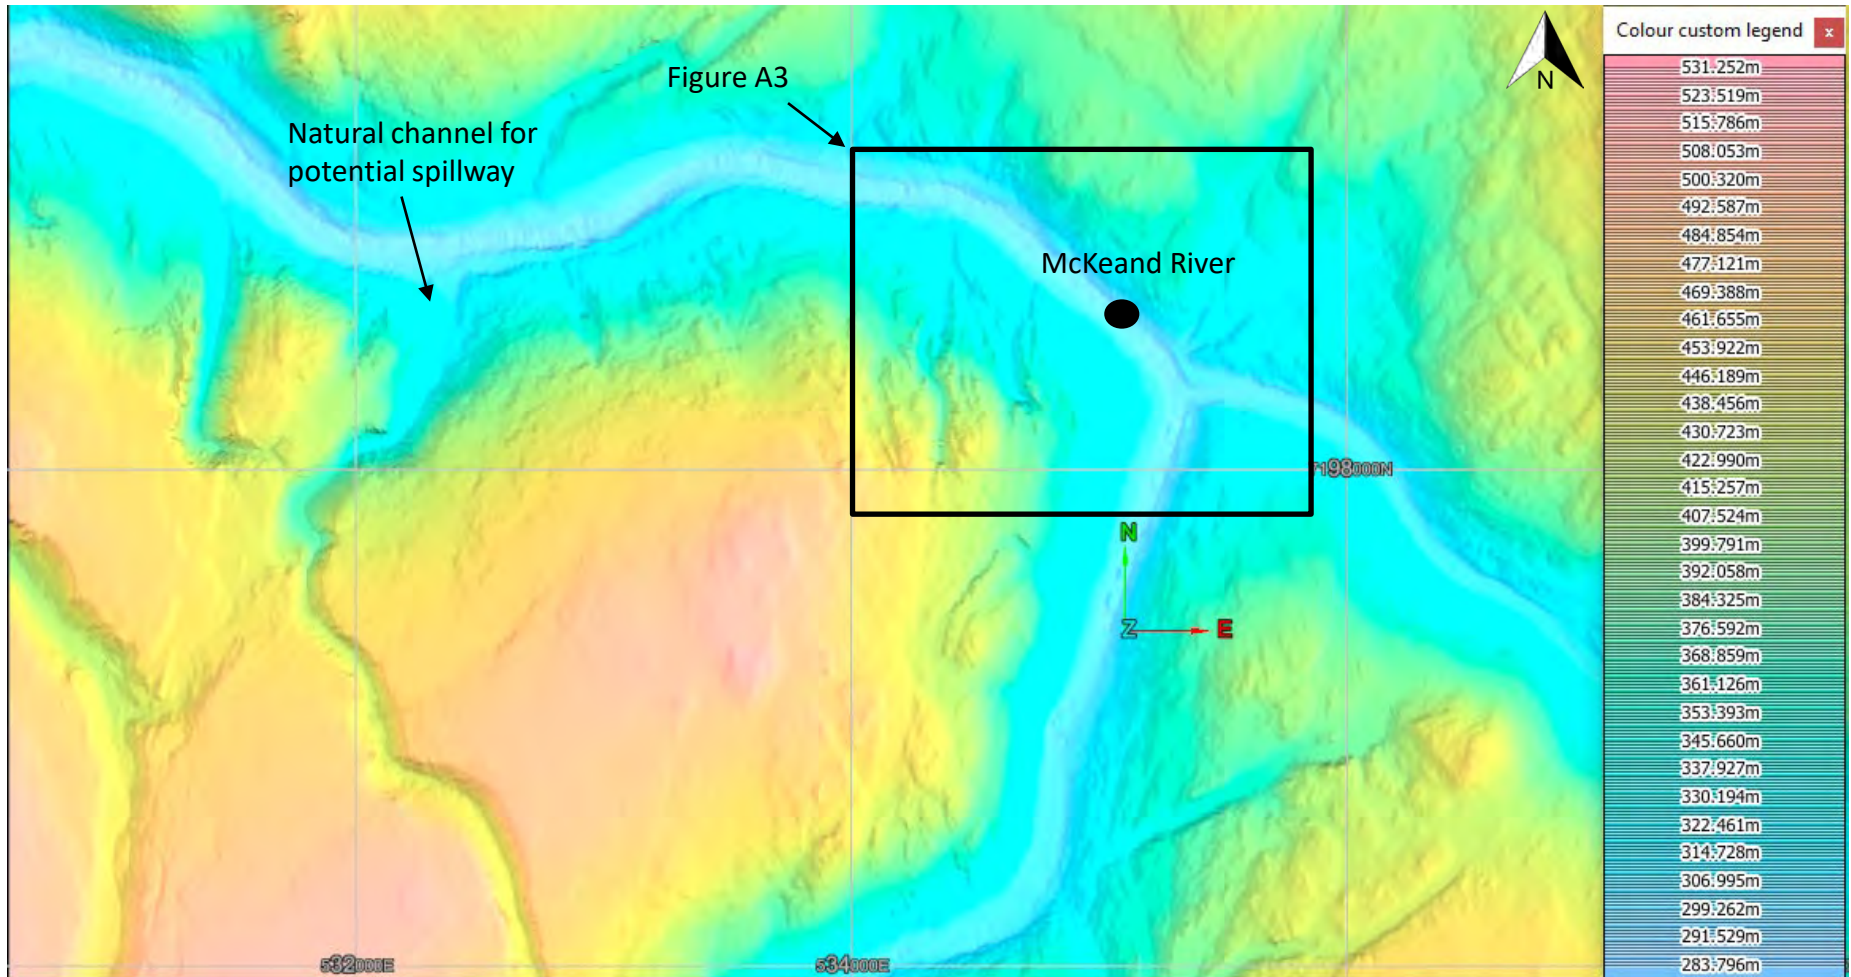 Figure A3
Natural channel for
potential spillway
McKeand River
N
Colour custom legend
x
531.252m
523.519m
515.786m
508.053m
500.320m
492.587m
484.854m
477.121m
469.388m
461.655m
453.922m
446.189m
438.456m
430.723m
422.990m
415.257m
407.524m
399.791m
392.058m
384.325m
376.592m
368.859m
361.126m
353.393m
345.660m
337.927m
330.194m
322.461m
314.728m
306.995m
299.262m
291.529m
283.796m
7198000N
N
Z
E
532000E
534000E